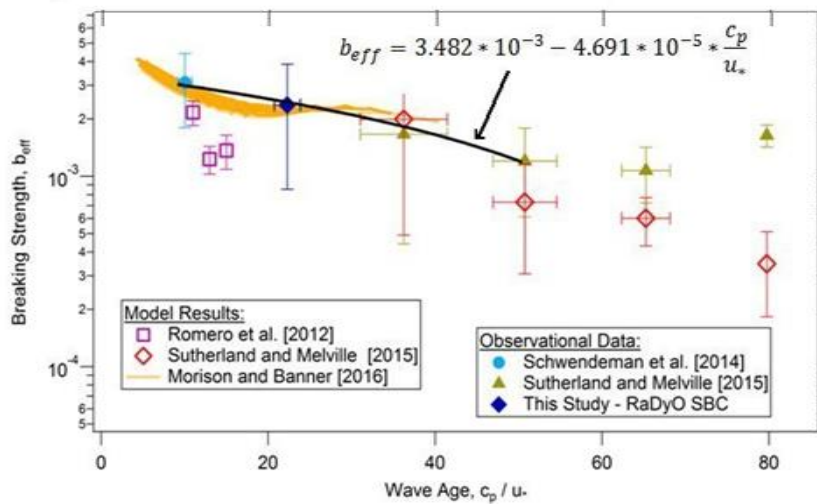 b_eff = 3.482 * 10^-3 − 4.691 * 10^-5 * c_p / u_*
Breaking Strength, b_eff
6
5
4
3
2
10^-3
6
5
4
3
2
10^-4
8
6
5
Model Results:
Romero et al. [2012]
Sutherland and Melville [2015]
Morison and Banner [2016]
Observational Data:
Schwendeman et al. [2014]
Sutherland and Melville [2015]
This Study - RaDyO SBC
0 20 40 60 80
Wave Age, c_p / u_*